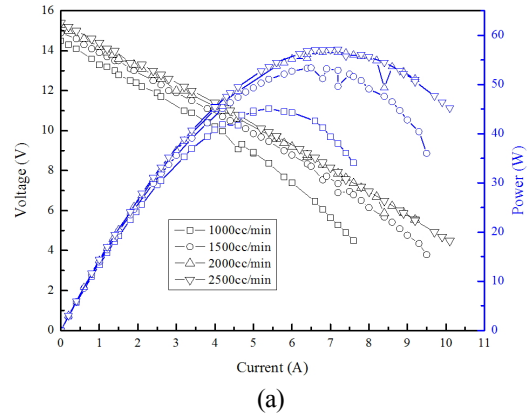 16
14
12
10
8
6
4
2
0
Voltage (V)
60
50
40
30
20
10
0
Power (W)
1000cc/min
1500cc/min
2000cc/min
2500cc/min
0 1 2 3 4 5 6 7 8 9 10 11
Current (A)
(a)